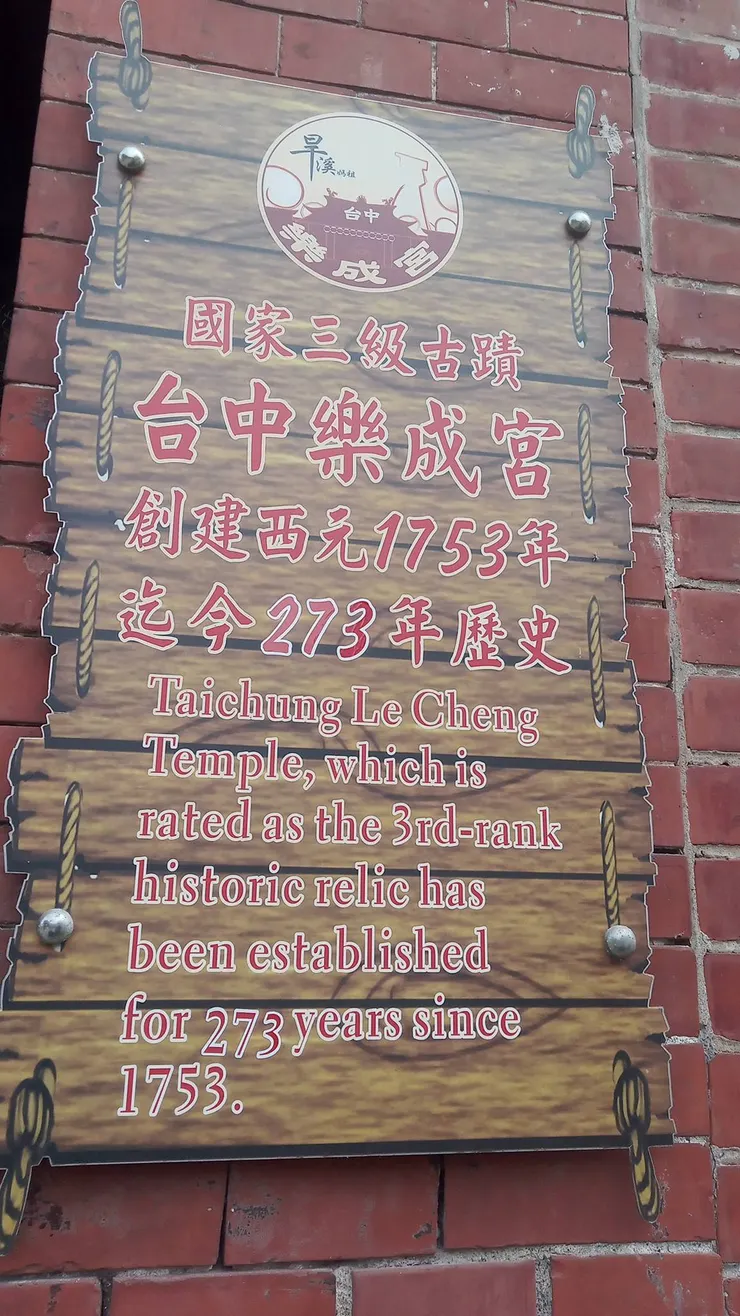 旱溪媽祖
台中
樂成宮
國家三級古蹟
台中樂成宮
創建西元1753年
迄今273年歷史
Taichung Le Cheng
Temple, which is
rated as the 3rd-rank
historic relic has
been established
for 273 years since
1753.